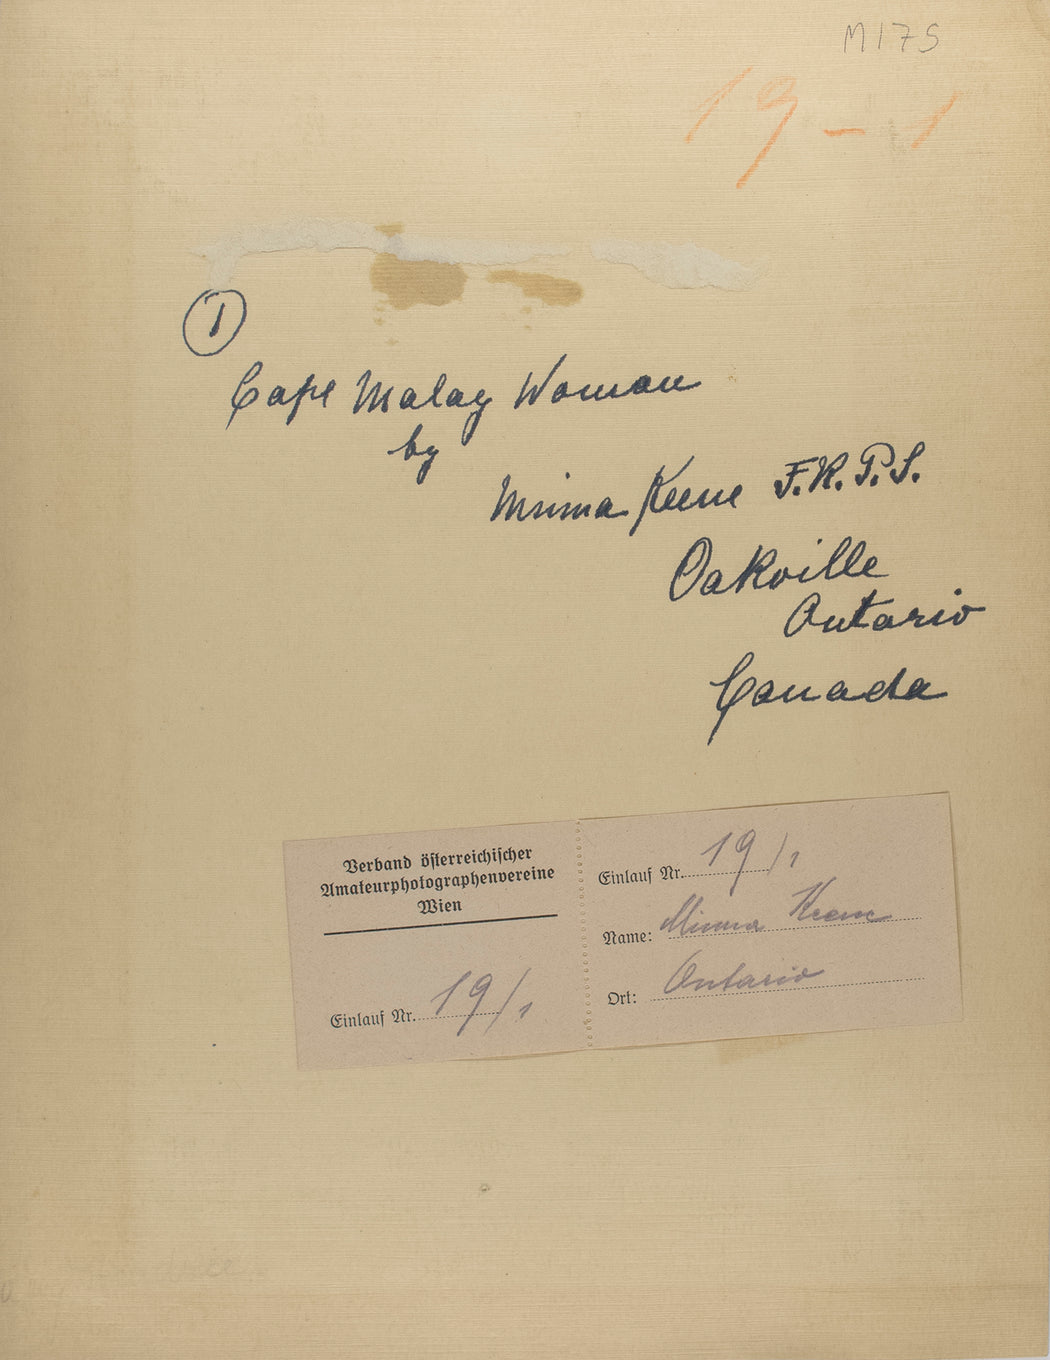 M175
19-1
1
Cape Malay Woman
by
Minna Keene F.R.P.S.
Oakville
Ontario
Canada
Verband österreichischer
Amateurphotographenvereine
Wien
Einlauf Nr. 19/1
Einlauf Nr. 19/1
Name: Minna Keene
Ort: Ontario